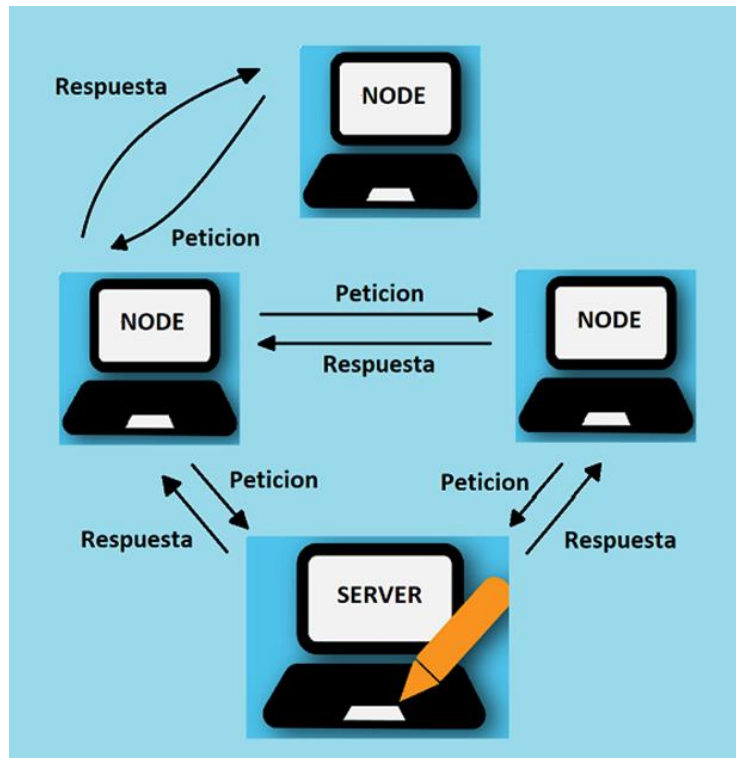 Respuesta
NODE
Peticion
NODE
Peticion
NODE
Respuesta
Peticion
Peticion
Respuesta
Respuesta
SERVER